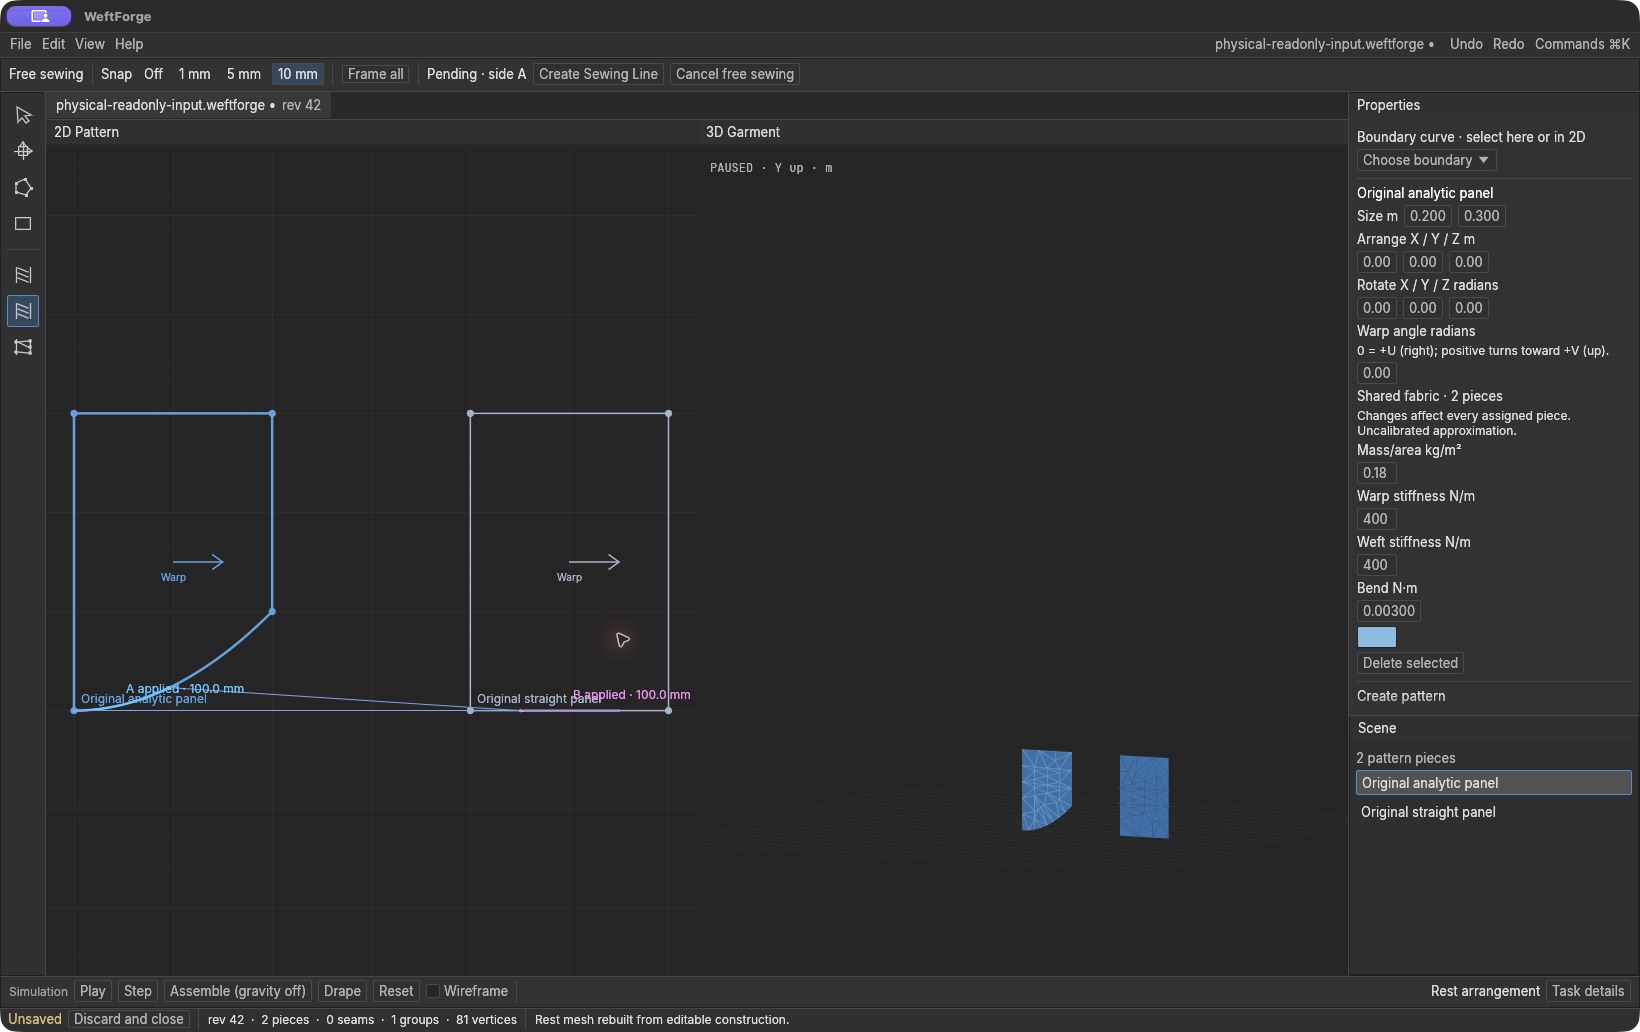 WeftForge
File Edit View Help
physical-readonly-input.weftforge • Undo Redo Commands ⌘K
Free sewing Snap Off 1 mm 5 mm 10 mm Frame all Pending · side A Create Sewing Line Cancel free sewing
physical-readonly-input.weftforge • rev 42
2D Pattern
Warp
Warp
A applied · 100.0 mm
Original analytic panel
B applied · 100.0 mm
Original straight panel
3D Garment
PAUSED · Y up · m
Properties
Boundary curve · select here or in 2D
Choose boundary
Original analytic panel
Size m 0.200 0.300
Arrange X / Y / Z m
0.00 0.00 0.00
Rotate X / Y / Z radians
0.00 0.00 0.00
Warp angle radians
0 = +U (right); positive turns toward +V (up).
0.00
Shared fabric · 2 pieces
Changes affect every assigned piece.
Uncalibrated approximation.
Mass/area kg/m²
0.18
Warp stiffness N/m
400
Weft stiffness N/m
400
Bend N·m
0.00300
Delete selected
Create pattern
Scene
2 pattern pieces
Original analytic panel
Original straight panel
Simulation Play Step Assemble (gravity off) Drape Reset Wireframe
Rest arrangement Task details
Unsaved Discard and close rev 42 · 2 pieces · 0 seams · 1 groups · 81 vertices Rest mesh rebuilt from editable construction.